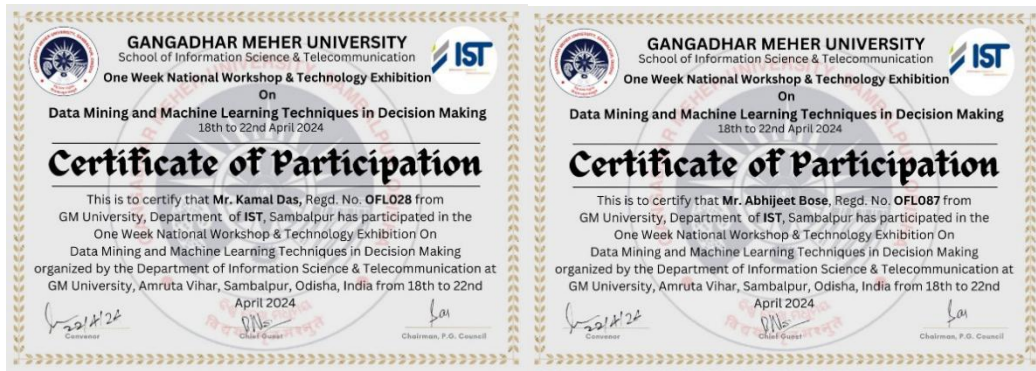 GANGADHAR MEHER UNIVERSITY
School of Information Science & Telecommunication
One Week National Workshop & Technology Exhibition
On
Data Mining and Machine Learning Techniques in Decision Making
18th to 22nd April 2024
Certificate of Participation
This is to certify that Mr. Kamal Das, Regd. No. OFL028 from
GM University, Department of IST, Sambalpur has participated in the
One Week National Workshop & Technology Exhibition On
Data Mining and Machine Learning Techniques in Decision Making
organized by the Department of Information Science & Telecommunication at
GM University, Amruta Vihar, Sambalpur, Odisha, India from 18th to 22nd
April 2024
22/4/24
Convenor
Chief Guest
Chairman, P.G. Council
IST
GANGADHAR MEHER UNIVERSITY
School of Information Science & Telecommunication
One Week National Workshop & Technology Exhibition
On
Data Mining and Machine Learning Techniques in Decision Making
18th to 22nd April 2024
Certificate of Participation
This is to certify that Mr. Abhijeet Bose, Regd. No. OFL087 from
GM University, Department of IST, Sambalpur has participated in the
One Week National Workshop & Technology Exhibition On
Data Mining and Machine Learning Techniques in Decision Making
organized by the Department of Information Science & Telecommunication at
GM University, Amruta Vihar, Sambalpur, Odisha, India from 18th to 22nd
April 2024
22/4/24
Convenor
Chief Guest
Chairman, P.G. Council
IST